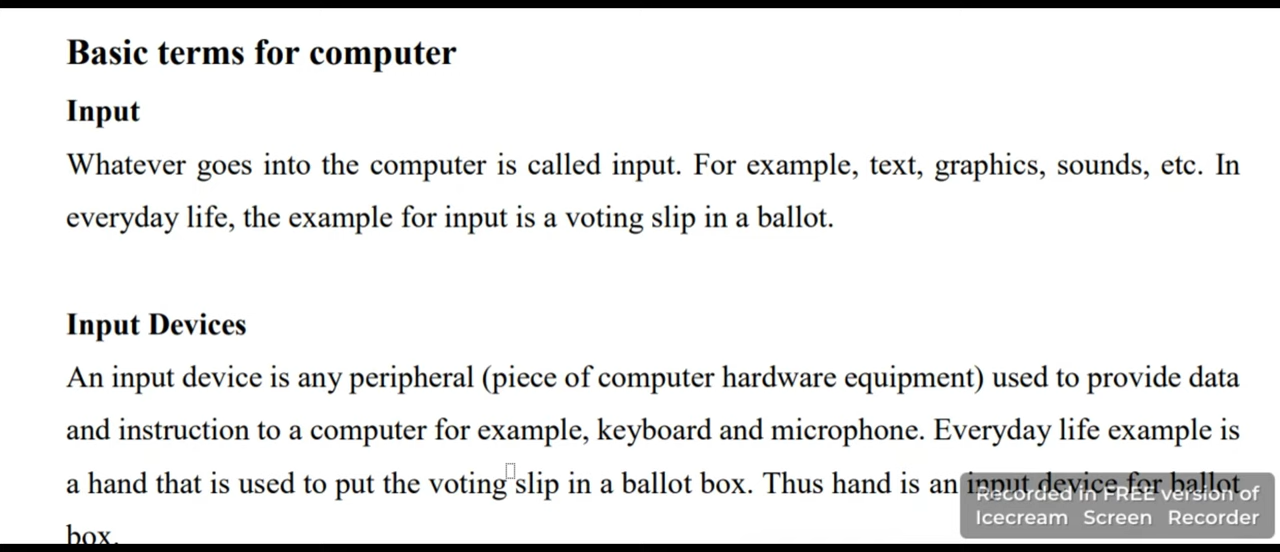 Basic terms for computer
Input
Whatever goes into the computer is called input. For example, text, graphics, sounds, etc. In
everyday life, the example for input is a voting slip in a ballot.
Input Devices
An input device is any peripheral (piece of computer hardware equipment) used to provide data
and instruction to a computer for example, keyboard and microphone. Everyday life example is
a hand that is used to put the voting slip in a ballot box. Thus hand is an input device for ballot
box.
Recorded in FREE version of
Icecream Screen Recorder